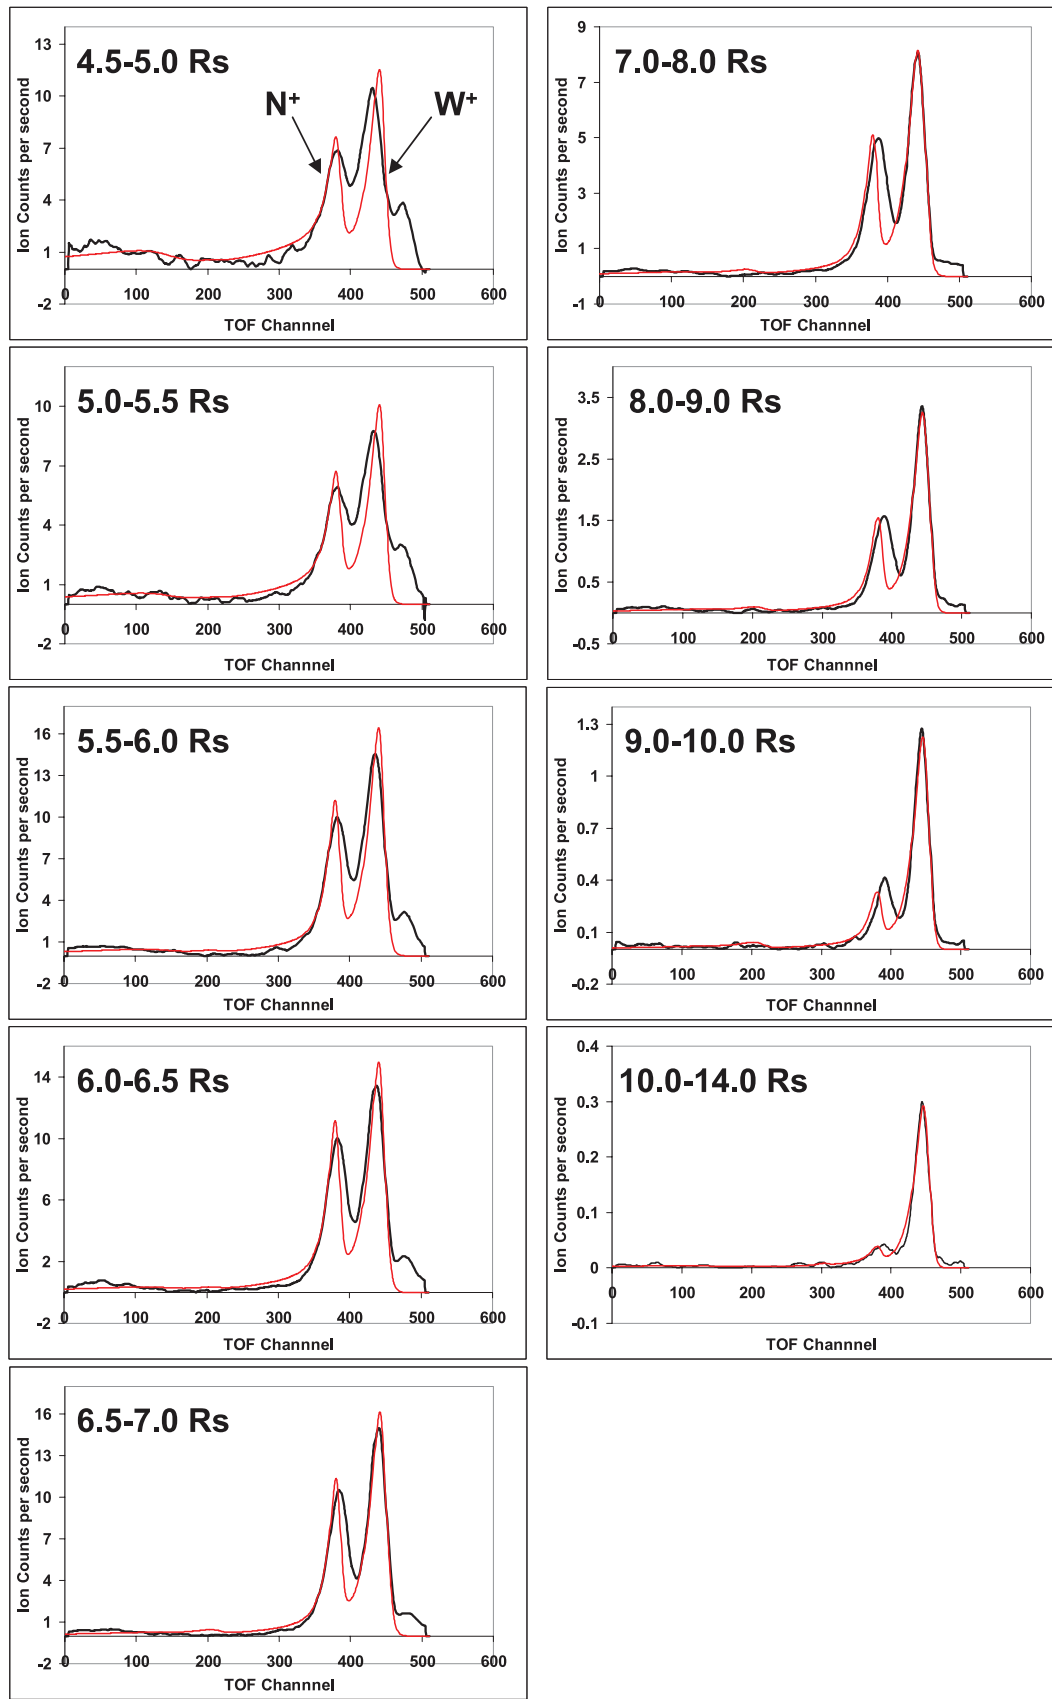 4.5-5.0 Rs
N+
W+
Ion Counts per second
13
10
7
4
1
-2
0 100 200 300 400 500 600
TOF Channnel
7.0-8.0 Rs
Ion Counts per second
9
7
5
3
1
-1
0 100 200 300 400 500 600
TOF Channnel
5.0-5.5 Rs
Ion Counts per second
10
7
4
1
-2
0 100 200 300 400 500 600
TOF Channnel
8.0-9.0 Rs
Ion Counts per second
3.5
2.5
1.5
0.5
-0.5
0 100 200 300 400 500 600
TOF Channnel
5.5-6.0 Rs
Ion Counts per second
16
13
10
7
4
1
-2
0 100 200 300 400 500 600
TOF Channnel
9.0-10.0 Rs
Ion Counts per second
1.3
1
0.7
0.4
0.1
-0.2
0 100 200 300 400 500 600
TOF Channnel
6.0-6.5 Rs
Ion Counts per second
14
10
6
2
-2
0 100 200 300 400 500 600
TOF Channnel
10.0-14.0 Rs
Ion Counts per second
0.4
0.3
0.2
0.1
0
-0.1
0 100 200 300 400 500 600
TOF Channnel
6.5-7.0 Rs
Ion Counts per second
16
13
10
7
4
1
-2
0 100 200 300 400 500 600
TOF Channnel